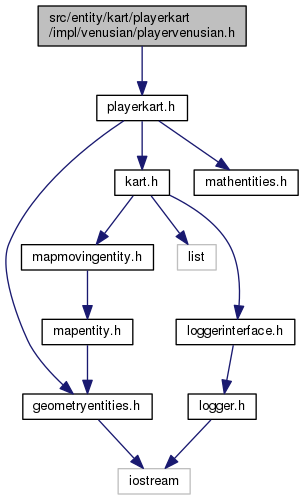 src/entity/kart/playerkart
/impl/venusian/playervenusian.h
playerkart.h
kart.h
mathentities.h
mapmovingentity.h
list
mapentity.h
loggerinterface.h
geometryentities.h
logger.h
iostream